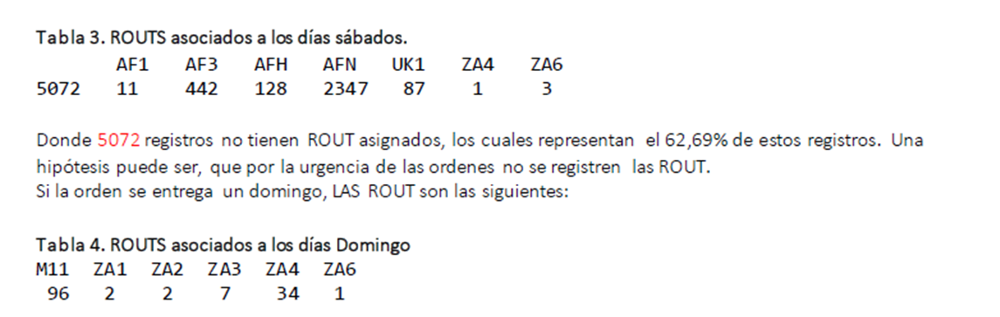 Tabla 3. ROUTS asociados a los días sábados.
AF1 AF3 AFH AFN UK1 ZA4 ZA6
5072 11 442 128 2347 87 1 3
Donde 5072 registros no tienen ROUT asignados, los cuales representan el 62,69% de estos registros. Una
hipótesis puede ser, que por la urgencia de las ordenes no se registren las ROUT.
Si la orden se entrega un domingo, LAS ROUT son las siguientes:
Tabla 4. ROUTS asociados a los días Domingo
M11 ZA1 ZA2 ZA3 ZA4 ZA6
96 2 2 7 34 1